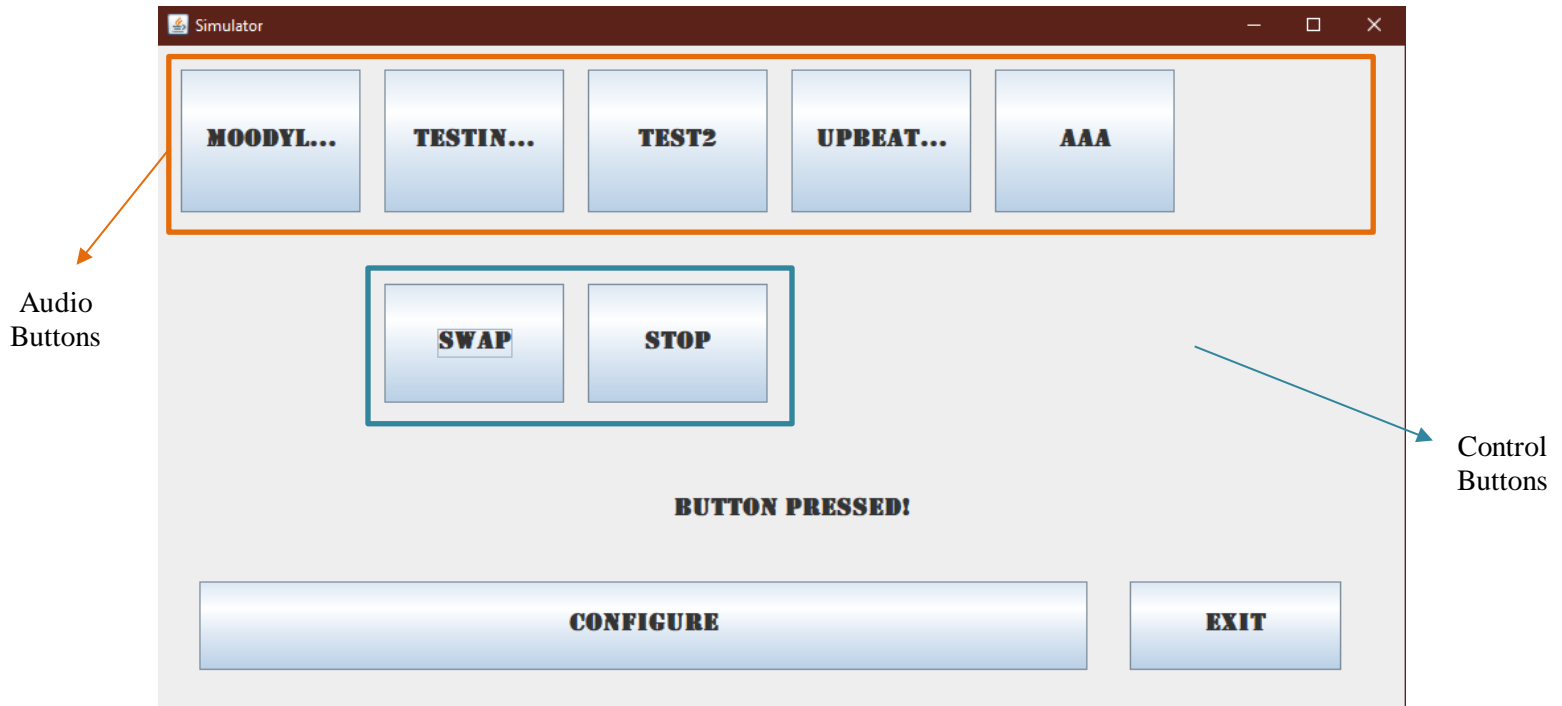 Simulator
MOODYL... TESTIN... TEST2 UPBEAT... AAA
Audio
Buttons
SWAP STOP
Control
Buttons
BUTTON PRESSED!
CONFIGURE EXIT